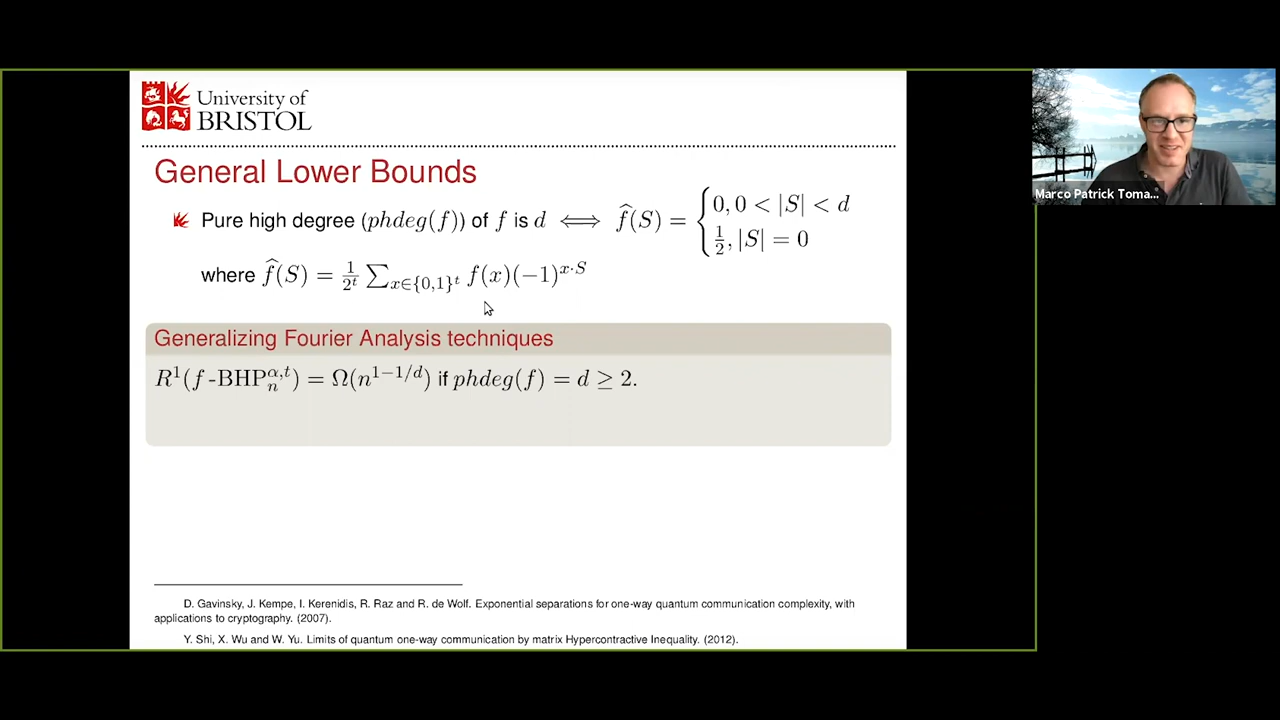 University of
BRISTOL
General Lower Bounds
Pure high degree (phdeg(f)) of f is d ⟺ f̂(S) = { 0, 0 < |S| < d
1/2, |S| = 0
where f̂(S) = 1/2^t ∑_{x∈{0,1}^t} f(x)(−1)^{x·S}
Generalizing Fourier Analysis techniques
R^1(f-BHP_n^{α,t}) = Ω(n^{1−1/d}) if phdeg(f) = d ≥ 2.
D. Gavinsky, J. Kempe, I. Kerenidis, R. Raz and R. de Wolf. Exponential separations for one-way quantum communication complexity, with
applications to cryptography. (2007).
Y. Shi, X. Wu and W. Yu. Limits of quantum one-way communication by matrix Hypercontractive Inequality. (2012).
Marco Patrick Toma...